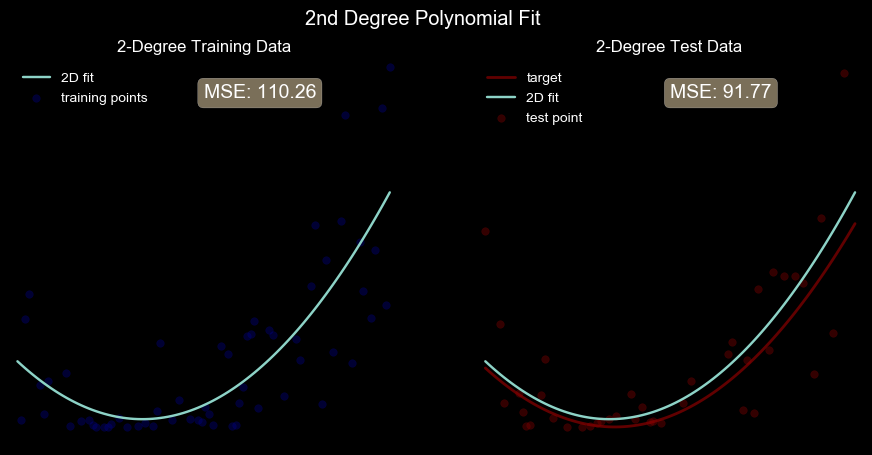 2nd Degree Polynomial Fit
2-Degree Training Data
2D fit
training points
MSE: 110.26
2-Degree Test Data
target
2D fit
test point
MSE: 91.77